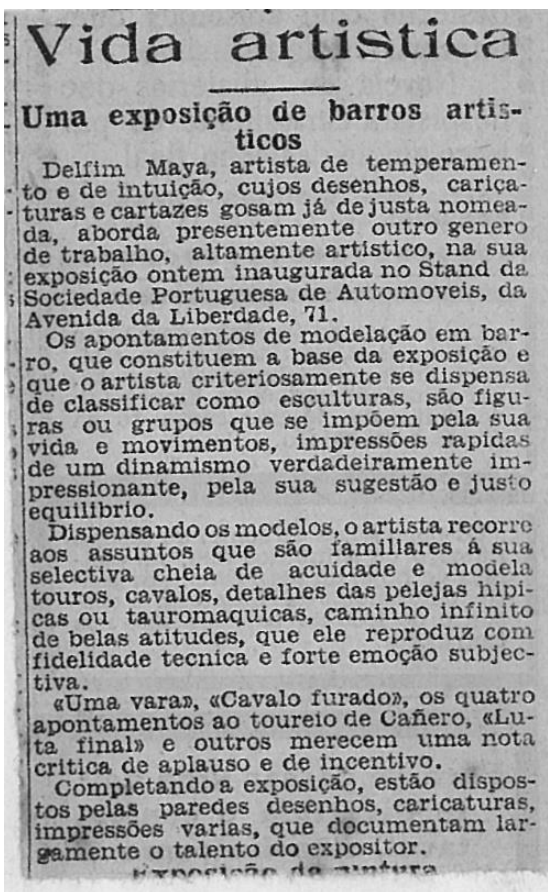 Vida artistica
Uma exposição de barros artis-
ticos
Delfim Maya, artista de temperamen-
to e de intuição, cujos desenhos, carica-
turas e cartazes gosam já de justa nomea-
da, aborda presentemente outro genero
de trabalho, altamente artistico, na sua
exposição ontem inaugurada no Stand da
Sociedade Portuguesa de Automoveis, da
Avenida da Liberdade, 71.
Os apontamentos de modelação em bar-
ro, que constituem a base da exposição e
que o artista criteriosamente se dispensa
de classificar como esculturas, são figu-
ras ou grupos que se impõem pela sua
vida e movimentos, impressões rapidas
de um dinamismo verdadeiramente im-
pressionante, pela sua sugestão e justo
equilibrio.
Dispensando os modelos, o artista recorre
aos assuntos que são familiares á sua
selectiva cheia de acuidade e modela
touros, cavalos, detalhes das pelejas hipi-
cas ou tauromaquicas, caminho infinito
de belas atitudes, que ele reproduz com
fidelidade tecnica e forte emoção subjec-
tiva.
«Uma vara», «Cavalo furado», os quatro
apontamentos ao toureio de Cañero, «Lu-
ta final» e outros merecem uma nota
critica de aplauso e de incentivo.
Completando a exposição, estão dispos-
tos pelas paredes desenhos, caricaturas,
impressões varias, que documentam lar-
gamente o talento do expositor.
Exposição de pintura